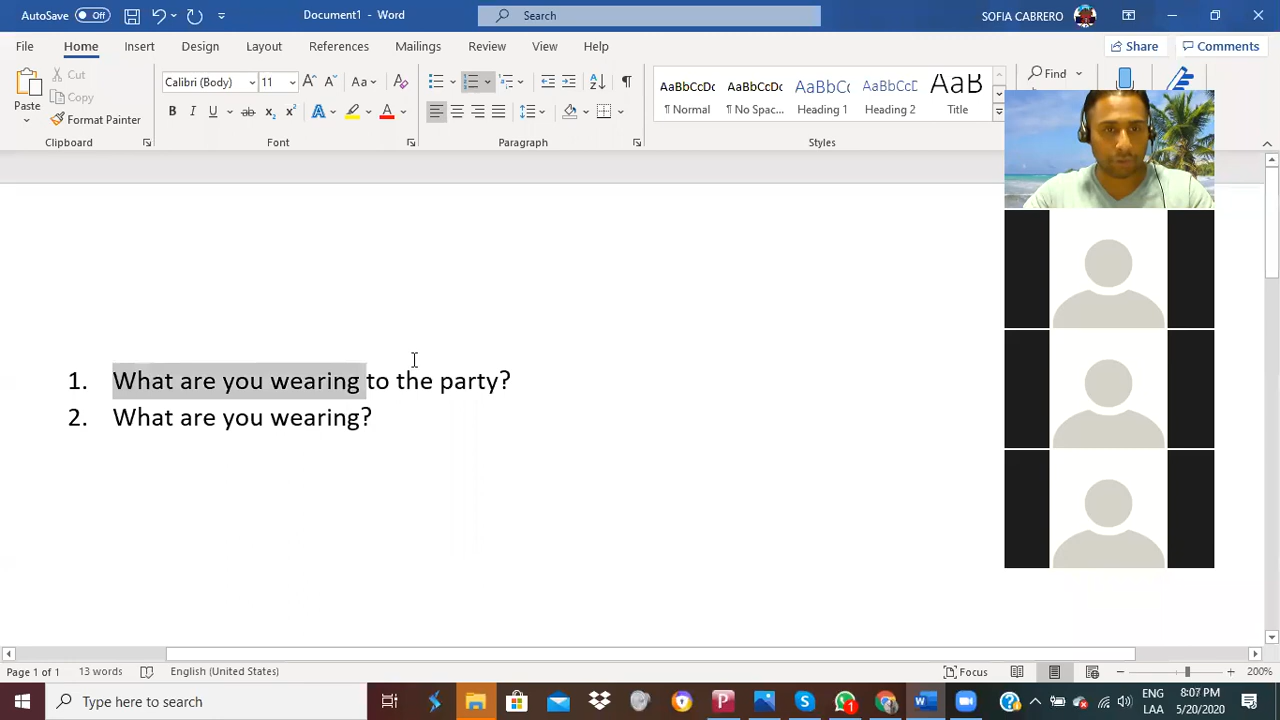 AutoSave Off Document1 - Word Search SOFIA CABRERO
File Home Insert Draw Design Layout References Mailings Review View Help Share Comments
Cut
Copy
Format Painter
Paste
Clipboard
Calibri (Body) 11
Font
Paragraph
AaBbCcDc AaBbCcDc AaBbCc AaBbCc AaB
¶ Normal ¶ No Spac... Heading 1 Heading 2 Title
Styles
Find
1. What are you wearing to the party?
2. What are you wearing?
Page 1 of 1 13 words English (United States) Focus 200%
Type here to search
ENG 8:07 PM
LAA 5/20/2020